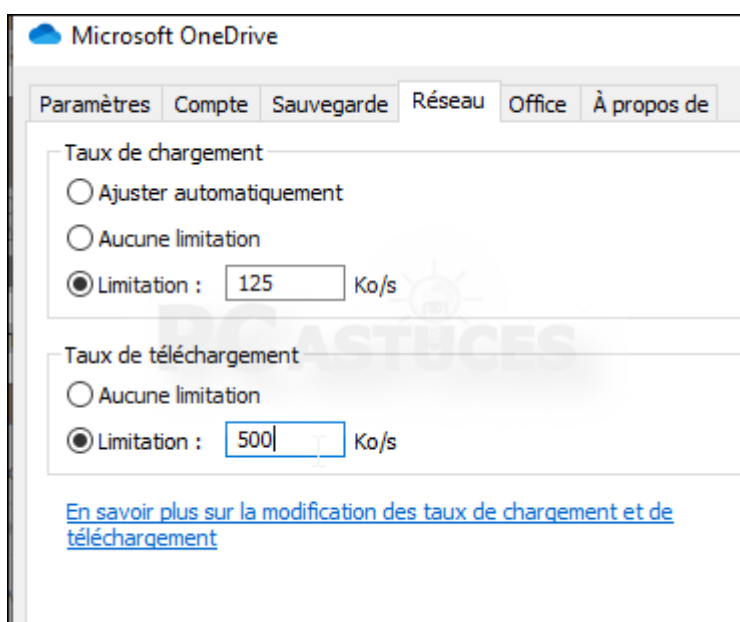 Microsoft OneDrive
Paramètres Compte Sauvegarde Réseau Office À propos de
Taux de chargement
Ajuster automatiquement
Aucune limitation
Limitation : 125 Ko/s
PC ASTUCES
Taux de téléchargement
Aucune limitation
Limitation : 500 Ko/s
En savoir plus sur la modification des taux de chargement et de
téléchargement